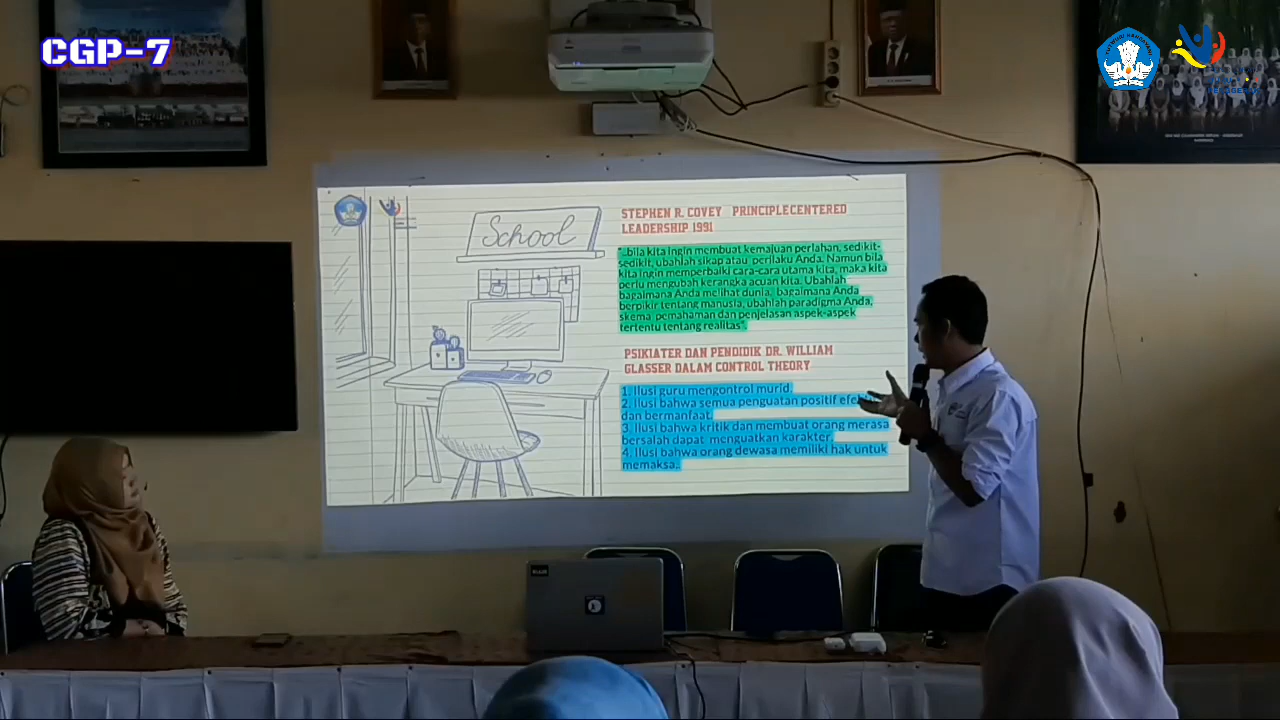 CGP-7
School
STEPHEN R. COVEY PRINCIPLECENTERED
LEADERSHIP 1991
"..bila kita ingin membuat kemajuan perlahan, sedikit-
sedikit, ubahlah sikap atau perilaku Anda. Namun bila
kita ingin memperbaiki cara-cara utama kita, maka kita
perlu mengubah kerangka acuan kita. Ubahlah
bagaimana Anda melihat dunia, bagaimana Anda
berpikir tentang manusia, ubahlah paradigma Anda,
skema pemahaman dan penjelasan aspek-aspek
tertentu tentang realitas".
PSIKIATER DAN PENDIDIK DR. WILLIAM
GLASSER DALAM CONTROL THEORY
1. Ilusi guru mengontrol murid.
2. Ilusi bahwa semua penguatan positif
dan bermanfaat.
3. Ilusi bahwa kritik dan membuat orang merasa
bersalah dapat menguatkan karakter.
4. Ilusi bahwa orang dewasa memiliki hak untuk
memaksa.